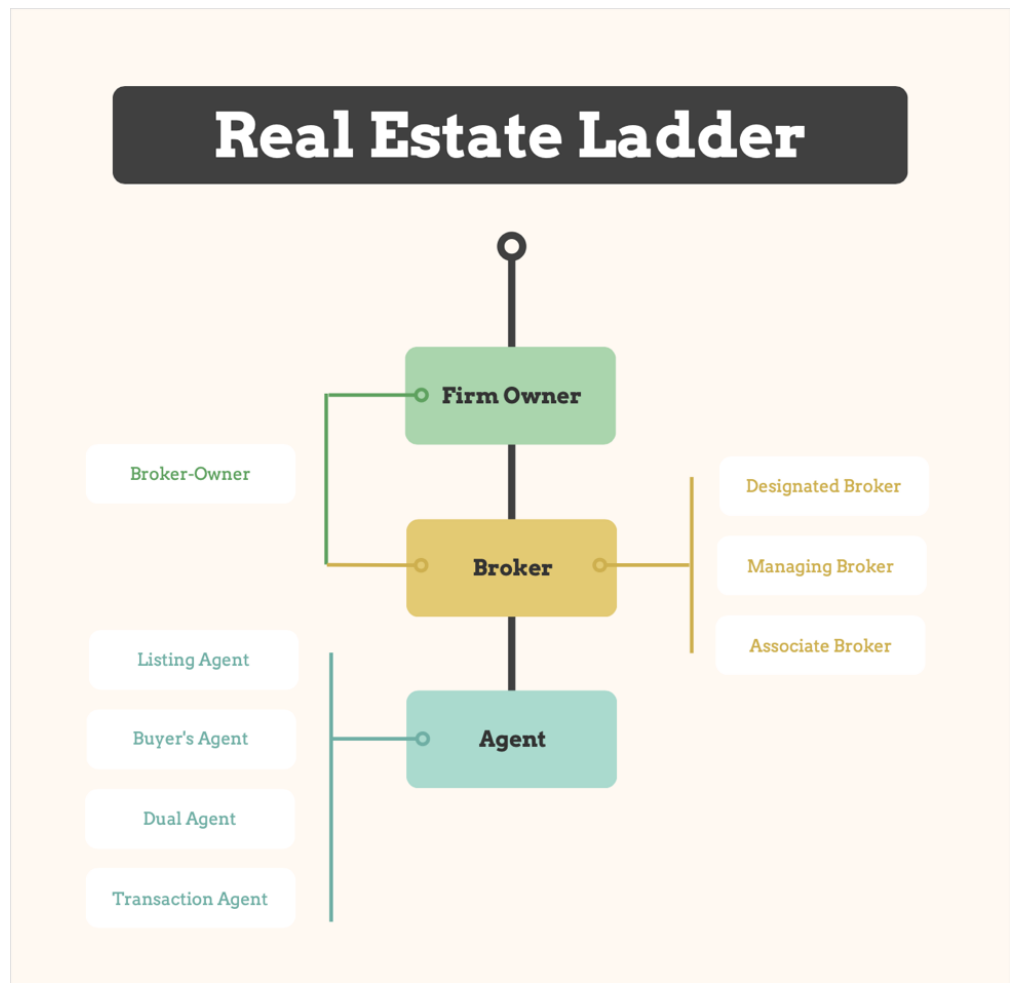 Real Estate Ladder
Firm Owner
Broker-Owner
Broker
Designated Broker
Managing Broker
Associate Broker
Agent
Listing Agent
Buyer's Agent
Dual Agent
Transaction Agent